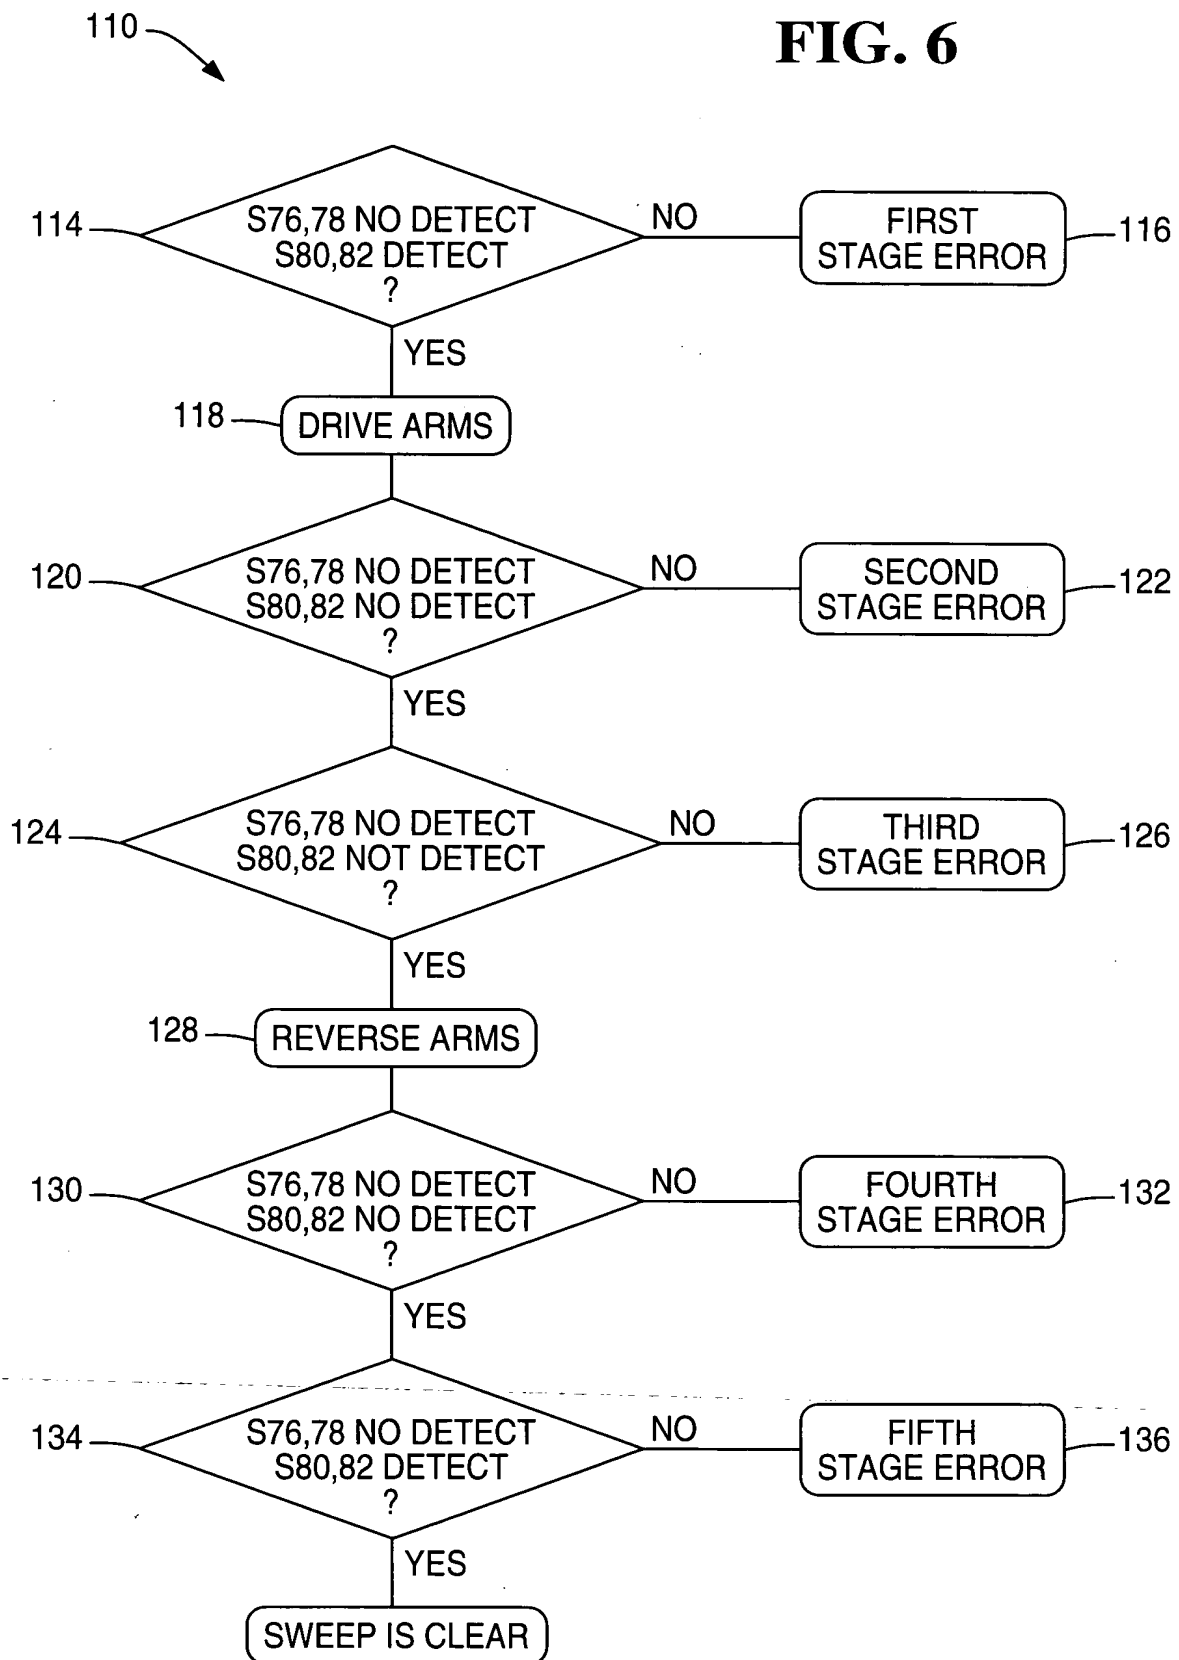 110
FIG. 6
114
S76,78 NO DETECT
S80,82 DETECT
?
NO
FIRST
STAGE ERROR
116
YES
118
DRIVE ARMS
120
S76,78 NO DETECT
S80,82 NO DETECT
?
NO
SECOND
STAGE ERROR
122
YES
124
S76,78 NO DETECT
S80,82 NOT DETECT
?
NO
THIRD
STAGE ERROR
126
YES
128
REVERSE ARMS
130
S76,78 NO DETECT
S80,82 NO DETECT
?
NO
FOURTH
STAGE ERROR
132
YES
134
S76,78 NO DETECT
S80,82 DETECT
?
NO
FIFTH
STAGE ERROR
136
YES
SWEEP IS CLEAR